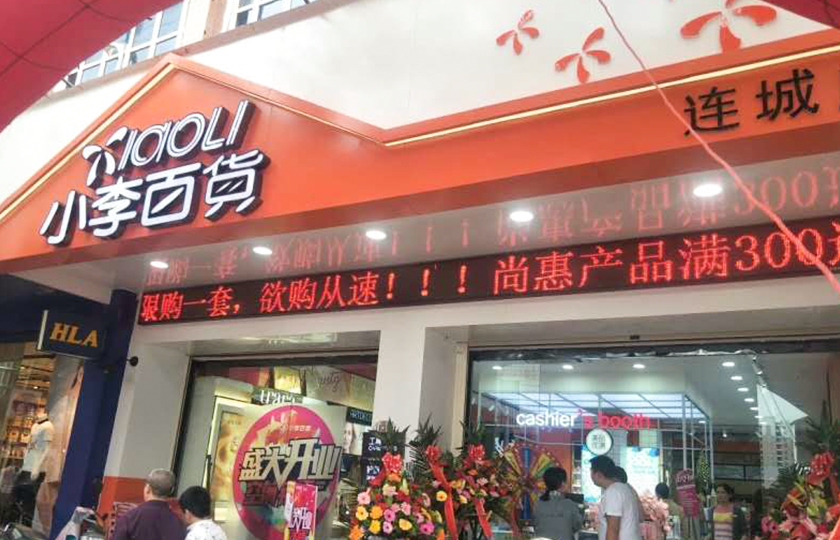 XIAOLI
小李百货
连城
限购一套，欲购从速！！！尚惠产品满300
HLA
cashier's booth
盛大开业